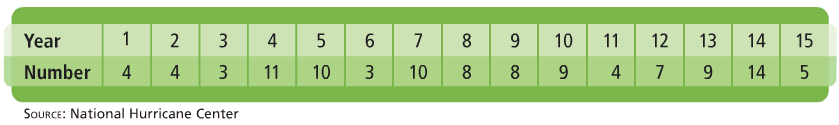 Year 1 2 3 4 5 6 7 8 9 10 11 12 13 14 15
Number 4 4 3 11 10 3 10 8 8 9 4 7 9 14 5
SOURCE: National Hurricane Center